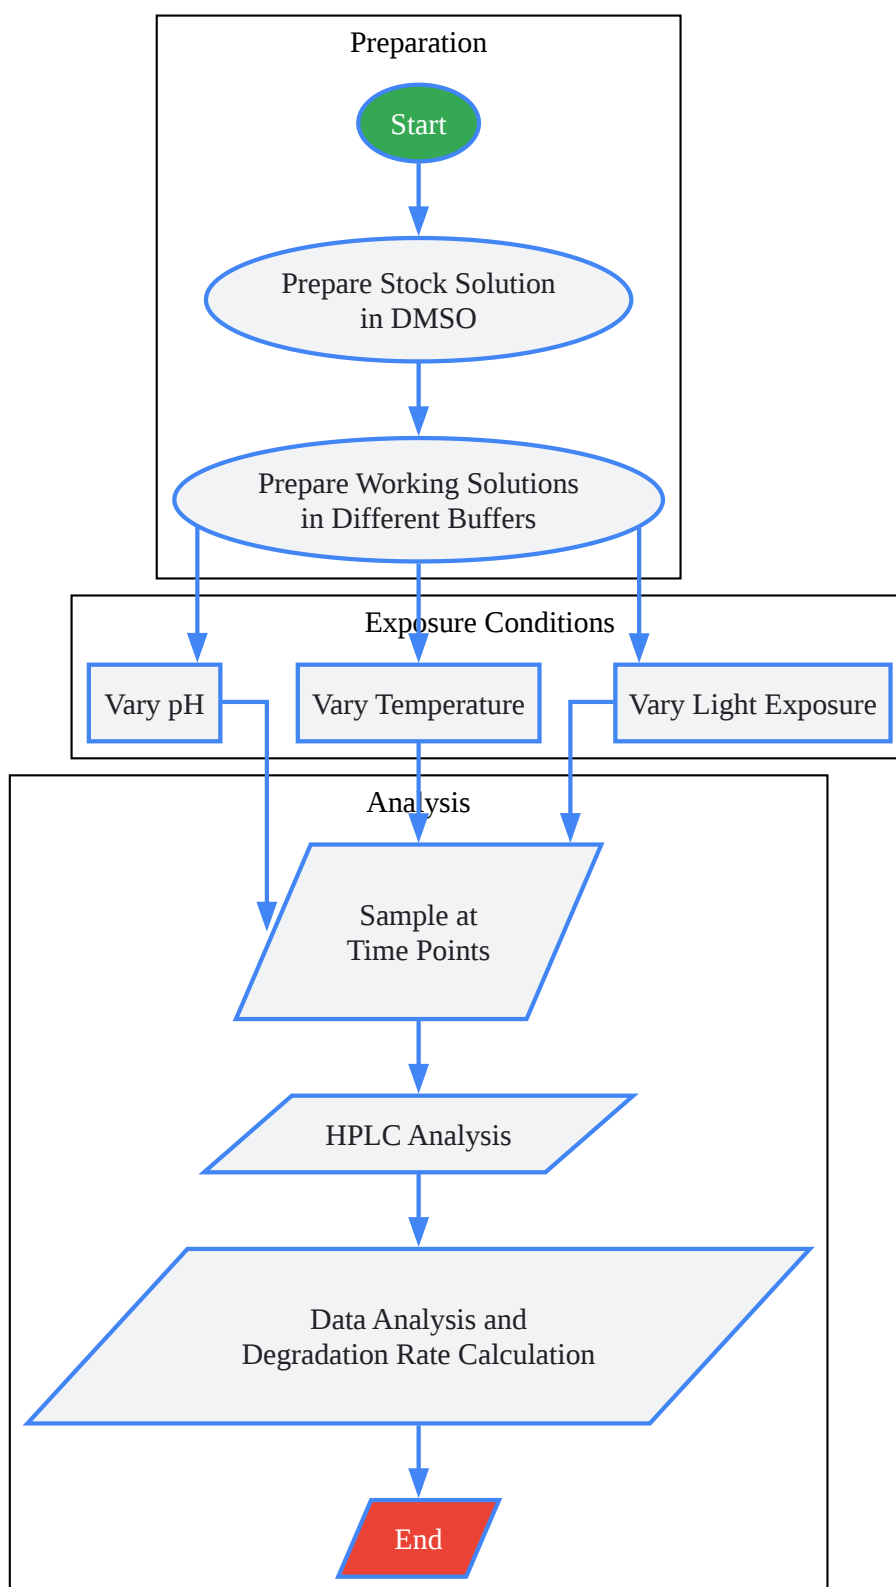 Preparation
Start
Prepare Stock Solution
in DMSO
Prepare Working Solutions
in Different Buffers
Exposure Conditions
Vary pH
Vary Temperature
Vary Light Exposure
Analysis
Sample at
Time Points
HPLC Analysis
Data Analysis and
Degradation Rate Calculation
End